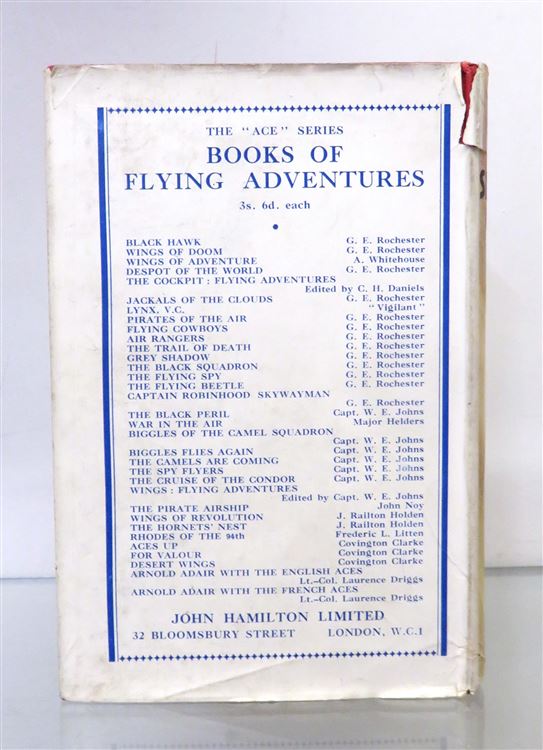 THE "ACE" SERIES
BOOKS OF
FLYING ADVENTURES
3s. 6d. each
BLACK HAWK G. E. Rochester
WINGS OF DOOM G. E. Rochester
WINGS OF ADVENTURE A. Whitehouse
DESPOT OF THE WORLD G. E. Rochester
THE COCKPIT : FLYING ADVENTURES
Edited by C. H. Daniels
JACKALS OF THE CLOUDS G. E. Rochester
LYNX, V.C. "Vigilant"
PIRATES OF THE AIR G. E. Rochester
FLYING COWBOYS G. E. Rochester
AIR RANGERS G. E. Rochester
THE TRAIL OF DEATH G. E. Rochester
GREY SHADOW G. E. Rochester
THE BLACK SQUADRON G. E. Rochester
THE FLYING SPY G. E. Rochester
THE FLYING BEETLE G. E. Rochester
CAPTAIN ROBINHOOD SKYWAYMAN
G. E. Rochester
THE BLACK PERIL Capt. W. E. Johns
WAR IN THE AIR Major Helders
BIGGLES OF THE CAMEL SQUADRON
Capt. W. E. Johns
BIGGLES FLIES AGAIN Capt. W. E. Johns
THE CAMELS ARE COMING Capt. W. E. Johns
THE SPY FLYERS Capt. W. E. Johns
THE CRUISE OF THE CONDOR Capt. W. E. Johns
WINGS : FLYING ADVENTURES
Edited by Capt. W. E. Johns
THE PIRATE AIRSHIP John Noy
WINGS OF REVOLUTION J. Railton Holden
THE HORNETS' NEST J. Railton Holden
RHODES OF THE 94th Frederic L. Litten
ACES UP Covington Clarke
FOR VALOUR Covington Clarke
DESERT WINGS Covington Clarke
ARNOLD ADAIR WITH THE ENGLISH ACES
Lt.-Col. Laurence Driggs
ARNOLD ADAIR WITH THE FRENCH ACES
Lt.-Col. Laurence Driggs
JOHN HAMILTON LIMITED
32 BLOOMSBURY STREET LONDON, W.C.1